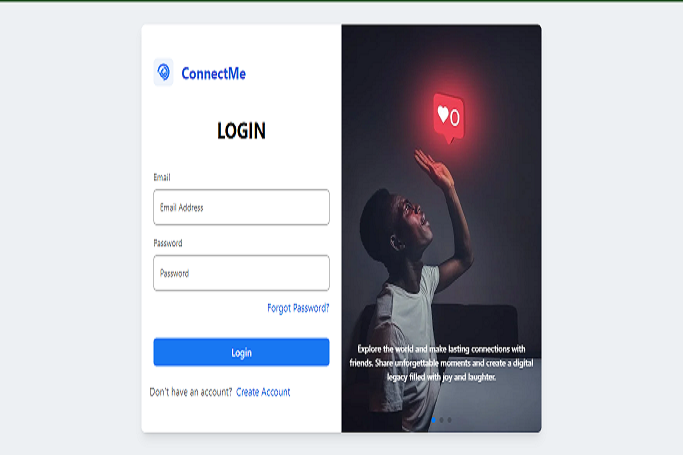 ConnectMe
LOGIN
Email
Email Address
Password
Password
Forgot Password?
Login
Don't have an account? Create Account
0
Explore the world and make lasting connections with
friends. Share unforgettable moments and create a digital
legacy filled with joy and laughter.